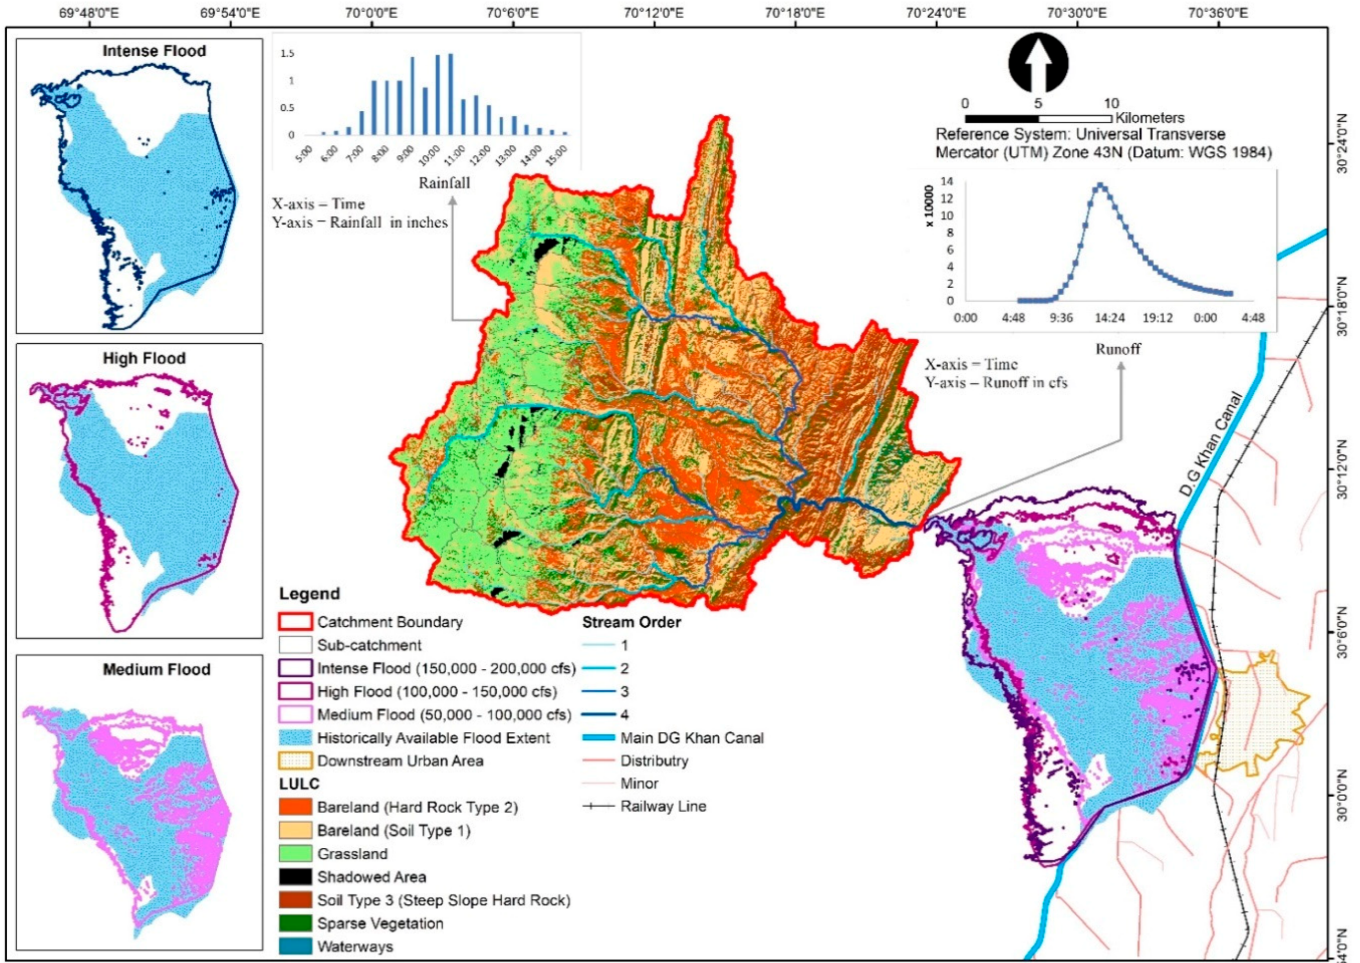 69°48'0"E 69°54'0"E 70°0'0"E 70°6'0"E 70°12'0"E 70°18'0"E 70°24'0"E 70°30'0"E 70°36'0"E
Intense Flood
High Flood
Medium Flood
1.5
1
0.5
0
5:00 6:00 7:00 8:00 9:00 10:00 11:00 12:00 13:00 14:00 15:00
Rainfall
X-axis – Time
Y-axis – Rainfall in inches
0 5 10
Kilometers
Reference System: Universal Transverse
Mercator (UTM) Zone 43N (Datum: WGS 1984)
x 10000
14
12
10
8
6
4
2
0
0:00 4:48 9:36 14:24 19:12 0:00 4:48
Runoff
X-axis – Time
Y-axis – Runoff in cfs
D.G Khan Canal
Legend
Catchment Boundary
Sub-catchment
Intense Flood (150,000 - 200,000 cfs)
High Flood (100,000 - 150,000 cfs)
Medium Flood (50,000 - 100,000 cfs)
Historically Available Flood Extent
Downstream Urban Area
LULC
Bareland (Hard Rock Type 2)
Bareland (Soil Type 1)
Grassland
Shadowed Area
Soil Type 3 (Steep Slope Hard Rock)
Sparse Vegetation
Waterways
Stream Order
1
2
3
4
Main DG Khan Canal
Distributry
Minor
Railway Line
30°24'0"N
30°18'0"N
30°12'0"N
30°6'0"N
30°0'0"N
4'0"N